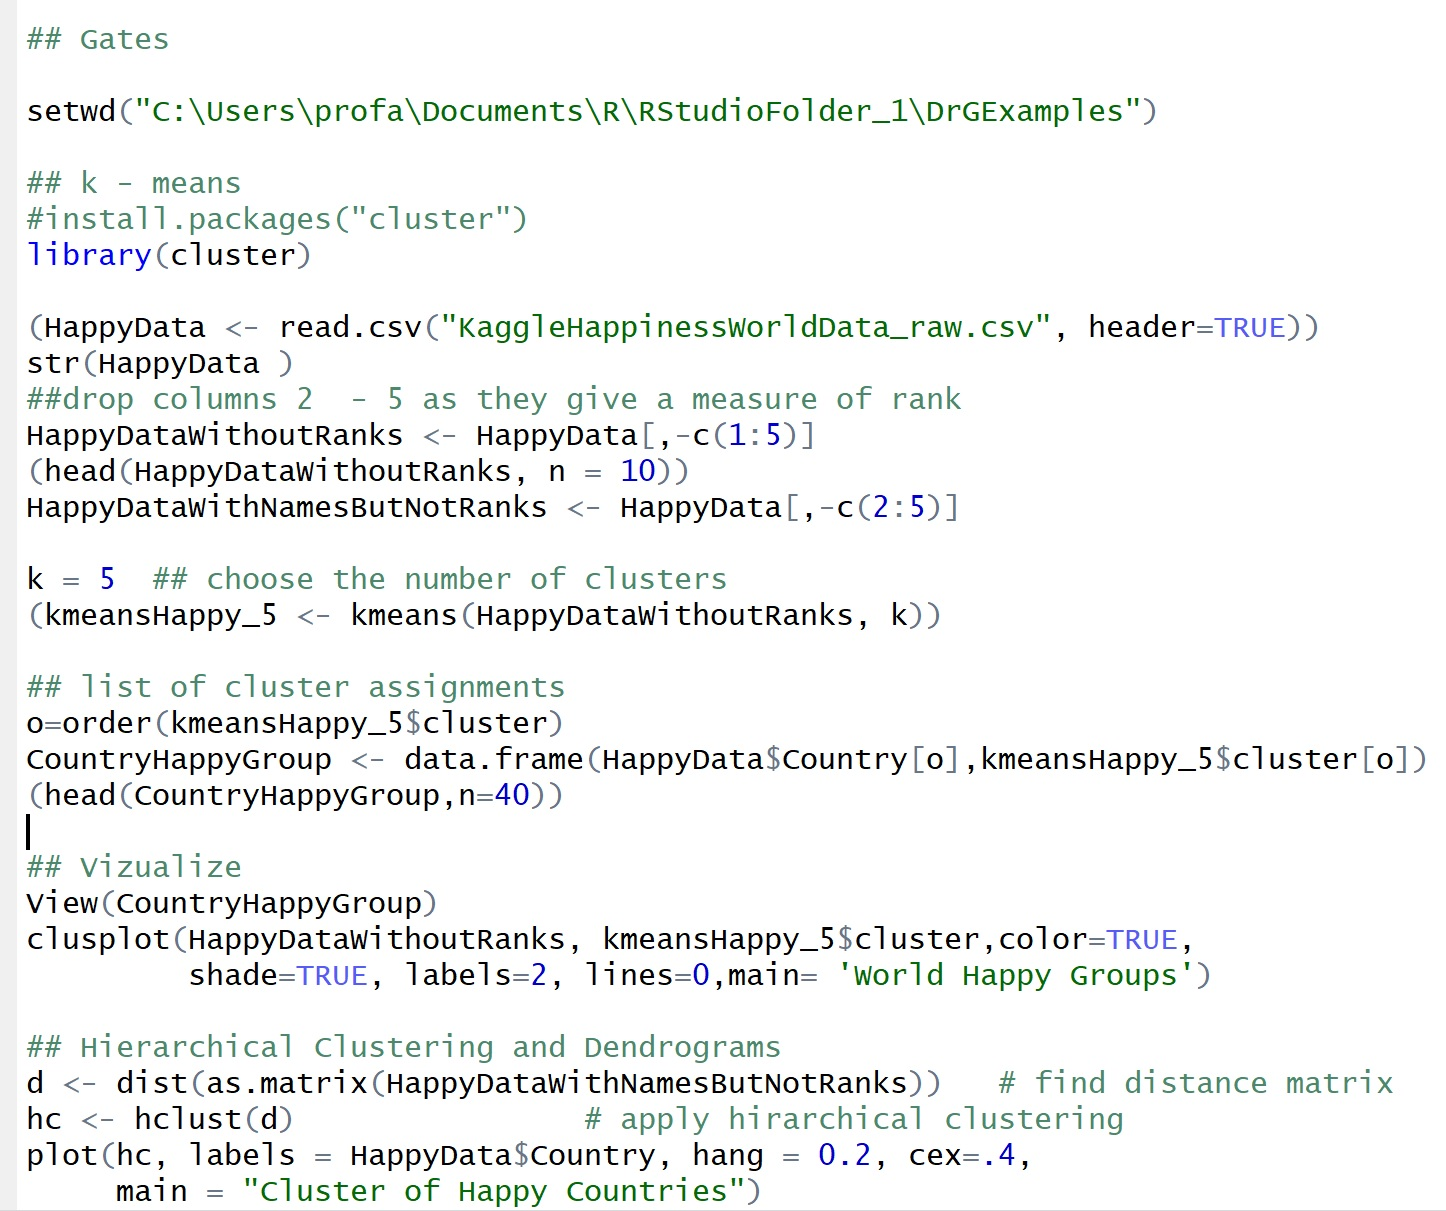 ## Gates
setwd("C:\Users\profa\Documents\R\RStudioFolder_1\DrGExamples")
## k - means
#install.packages("cluster")
library(cluster)
(HappyData <- read.csv("KaggleHappinessWorldData_raw.csv", header=TRUE))
str(HappyData )
##drop columns 2  - 5 as they give a measure of rank
HappyDataWithoutRanks <- HappyData[,-c(1:5)]
(head(HappyDataWithoutRanks, n = 10))
HappyDataWithNamesButNotRanks <- HappyData[,-c(2:5)]
k = 5  ## choose the number of clusters
(kmeansHappy_5 <- kmeans(HappyDataWithoutRanks, k))
## list of cluster assignments
o=order(kmeansHappy_5$cluster)
CountryHappyGroup <- data.frame(HappyData$Country[o],kmeansHappy_5$cluster[o])
(head(CountryHappyGroup,n=40))
## Vizualize
View(CountryHappyGroup)
clusplot(HappyDataWithoutRanks, kmeansHappy_5$cluster,color=TRUE,
         shade=TRUE, labels=2, lines=0,main= 'World Happy Groups')
## Hierarchical Clustering and Dendrograms
d <- dist(as.matrix(HappyDataWithNamesButNotRanks))   # find distance matrix
hc <- hclust(d)                # apply hirarchical clustering
plot(hc, labels = HappyData$Country, hang = 0.2, cex=.4,
     main = "Cluster of Happy Countries")